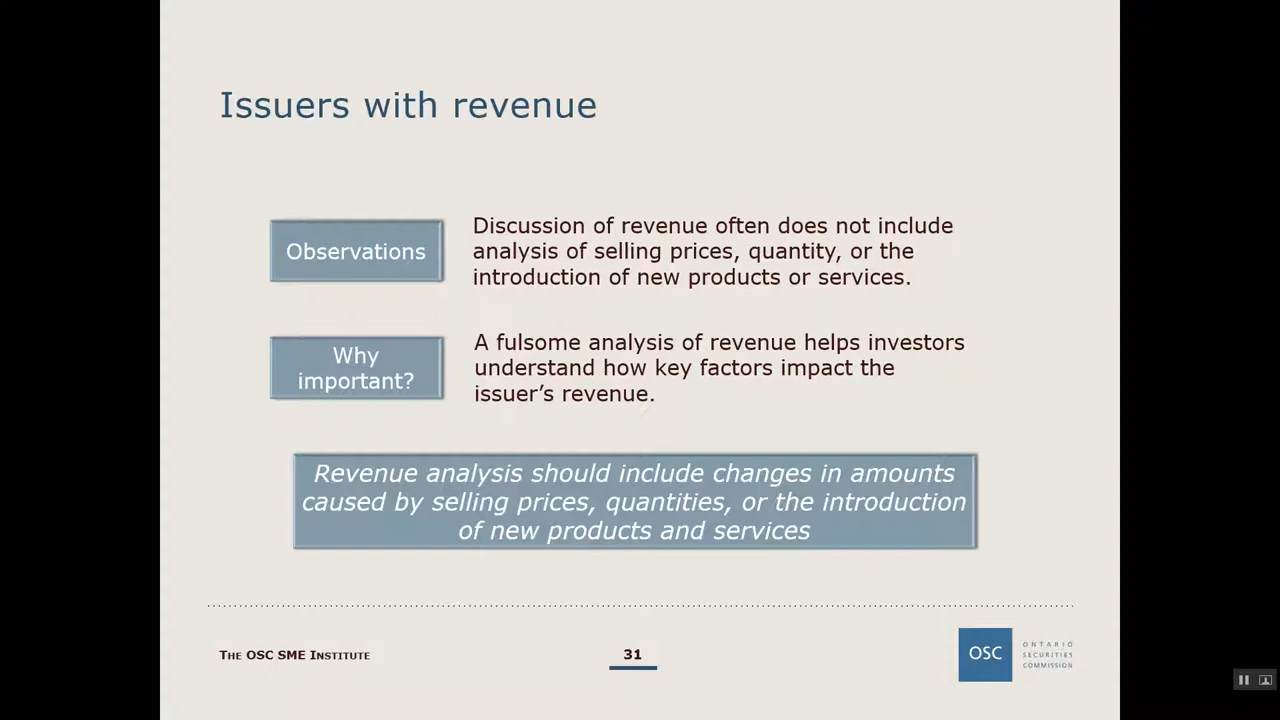 Issuers with revenue
Observations
Discussion of revenue often does not include
analysis of selling prices, quantity, or the
introduction of new products or services.
Why
important?
A fulsome analysis of revenue helps investors
understand how key factors impact the
issuer’s revenue.
Revenue analysis should include changes in amounts
caused by selling prices, quantities, or the introduction
of new products and services
THE OSC SME INSTITUTE
31
OSC
ONTARIO
SECURITIES
COMMISSION